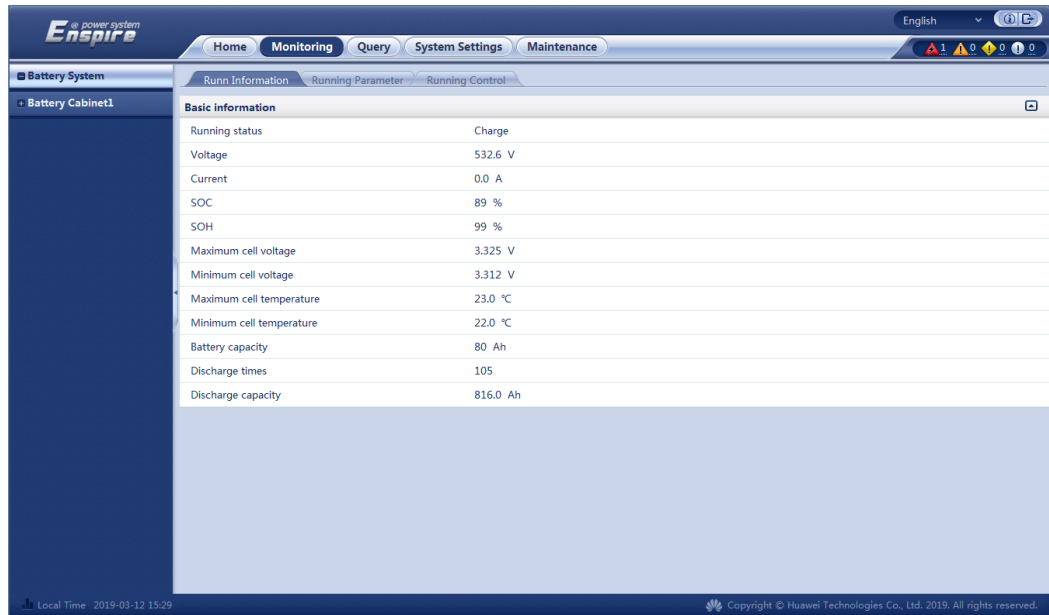 @ power system
Enspire
English
Home Monitoring Query System Settings Maintenance
1 0 0 0
Battery System
Runn Information Running Parameter Running Control
Battery Cabinet1
Basic information
Running status Charge
Voltage 532.6 V
Current 0.0 A
SOC 89 %
SOH 99 %
Maximum cell voltage 3.325 V
Minimum cell voltage 3.312 V
Maximum cell temperature 23.0 ℃
Minimum cell temperature 22.0 ℃
Battery capacity 80 Ah
Discharge times 105
Discharge capacity 816.0 Ah
Local Time 2019-03-12 15:29
Copyright © Huawei Technologies Co., Ltd. 2019. All rights reserved.